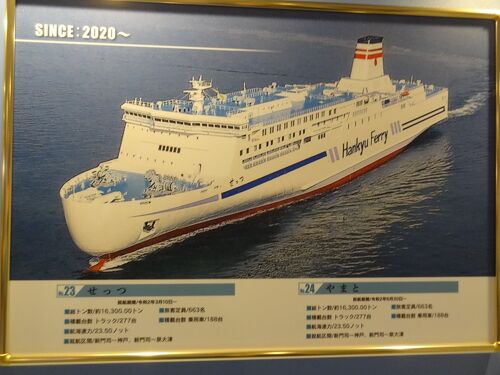 SINCE:2020〜
Hankyu Ferry
No.23 せっつ
就航期間/令和2年3月10日〜
■総トン数/約16,300.00トン ■旅客定員/663名
■積載台数 トラック/277台 ■積載台数 乗用車/188台
■航海速力/23.50ノット
■就航区間/新門司〜神戸、新門司〜泉大津
No.24 やまと
就航期間/令和2年6月30日〜
■総トン数/約16,300.00トン ■旅客定員/663名
■積載台数 トラック/277台 ■積載台数 乗用車/188台
■航海速力/23.50ノット
■就航区間/新門司〜神戸、新門司〜泉大津